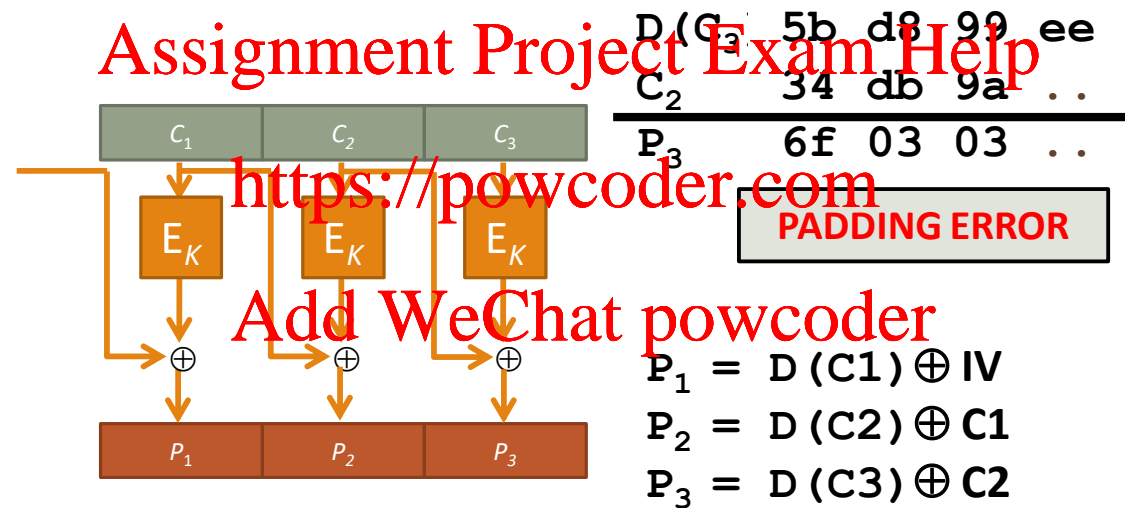 Assignment Project Exam Help
D(C3) 5b d8 99 ee
C2 34 db 9a ..
P3 6f 03 03 ..
C1 C2 C3
https://powcoder.com
PADDING ERROR
EK EK EK
Add WeChat powcoder
⊕ ⊕ ⊕
P1 = D(C1)⊕IV
P2 = D(C2)⊕C1
P3 = D(C3)⊕C2
P1 P2 P3